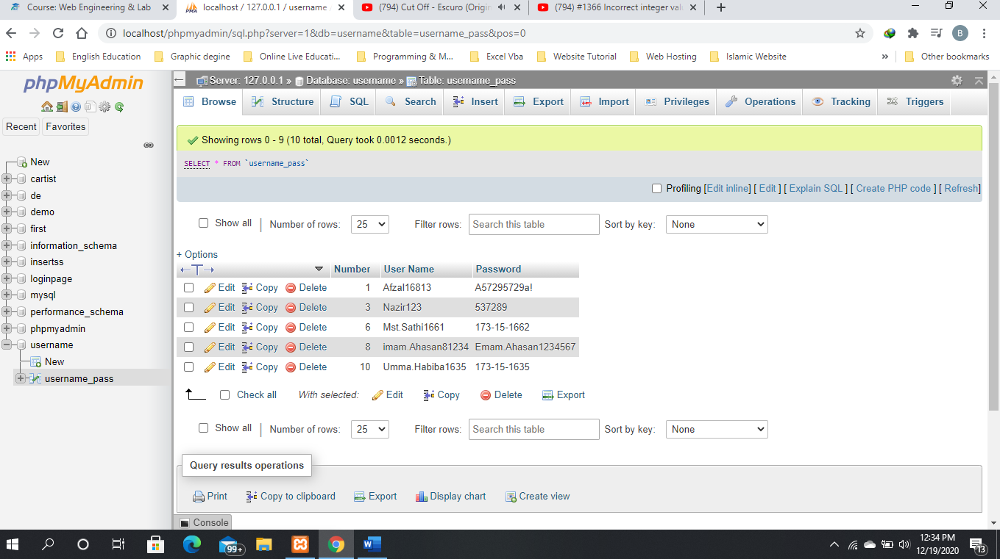 Course: Web Engineering & Lab
localhost / 127.0.0.1 / username /
(794) Cut Off - Escuro (Origin
(794) #1366 Incorrect integer valu
localhost/phpmyadmin/sql.php?server=1&db=username&table=username_pass&pos=0
B
Apps English Education Graphic degine Online Live Educati... Programming & M... Excel Vba Website Tutorial Web Hosting Islamic Website » Other bookmarks
phpMyAdmin
Recent Favorites
New
cartist
de
demo
first
information_schema
insertss
loginpage
mysql
performance_schema
phpmyadmin
username
New
username_pass
Server: 127.0.0.1 » Database: username » Table: username_pass
Browse Structure SQL Search Insert Export Import Privileges Operations Tracking Triggers
Showing rows 0 - 9 (10 total, Query took 0.0012 seconds.)
SELECT * FROM `username_pass`
Profiling [Edit inline] [ Edit ] [ Explain SQL ] [ Create PHP code ] [ Refresh]
Show all | Number of rows: 25 Filter rows: Search this table Sort by key: None
+ Options
←T→ Number User Name Password
Edit Copy Delete 1 Afzal16813 A57295729a!
Edit Copy Delete 3 Nazir123 537289
Edit Copy Delete 6 Mst.Sathi1661 173-15-1662
Edit Copy Delete 8 imam.Ahasan81234 Emam.Ahasan1234567
Edit Copy Delete 10 Umma.Habiba1635 173-15-1635
Check all With selected: Edit Copy Delete Export
Show all | Number of rows: 25 Filter rows: Search this table Sort by key: None
Query results operations
Print Copy to clipboard Export Display chart Create view
Console
99+
12:34 PM
12/19/2020
13